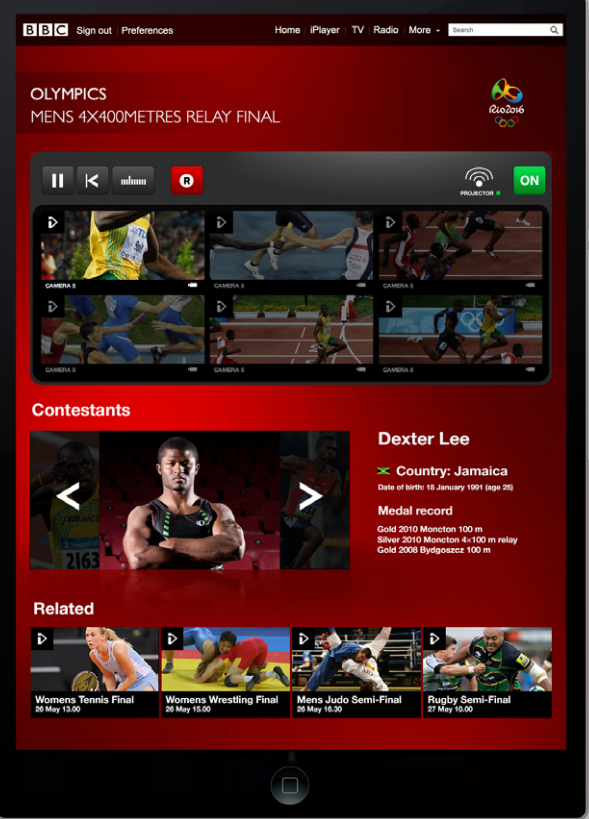 BBC Sign out Preferences Home iPlayer TV Radio More Search
OLYMPICS
MENS 4X400METRES RELAY FINAL
Rio2016
R
PROJECTOR
ON
CAMERA 5
CAMERA 5
CAMERA 5
CAMERA 5
CAMERA 5
CAMERA 5
Contestants
2163
Dexter Lee
Country: Jamaica
Date of birth: 18 January 1991 (age 25)
Medal record
Gold 2010 Moncton 100 m
Silver 2010 Moncton 4×100 m relay
Gold 2008 Bydgoszcz 100 m
Related
Womens Tennis Final
26 May 13.00
Womens Wrestling Final
26 May 15.00
Mens Judo Semi-Final
26 May 16.30
Rugby Semi-Final
27 May 10.00